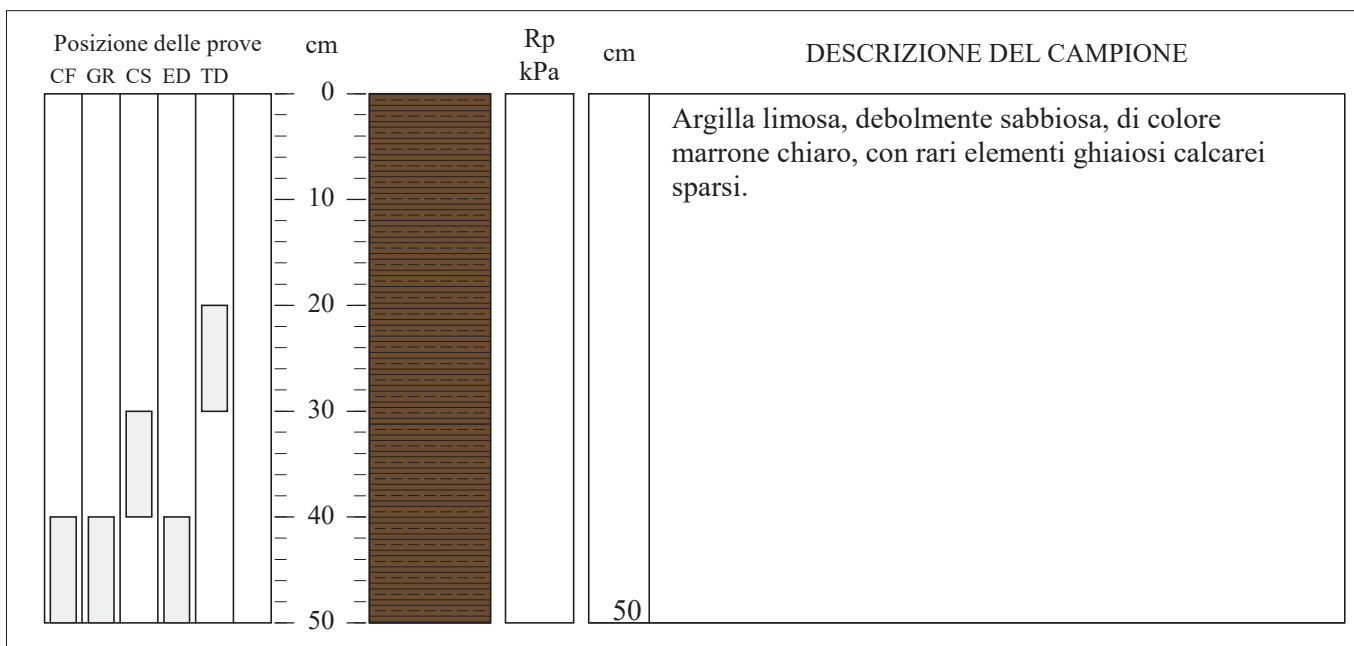 Posizione delle prove
CF GR CS ED TD
cm
Rp
kPa
cm
DESCRIZIONE DEL CAMPIONE
0
10
20
30
40
50
50
Argilla limosa, debolmente sabbiosa, di colore
marrone chiaro, con rari elementi ghiaiosi calcarei
sparsi.